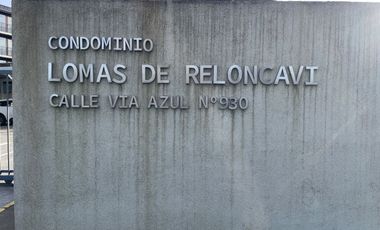 CONDOMINIO
LOMAS DE RELONCAVI
CALLE VIA AZUL N°930